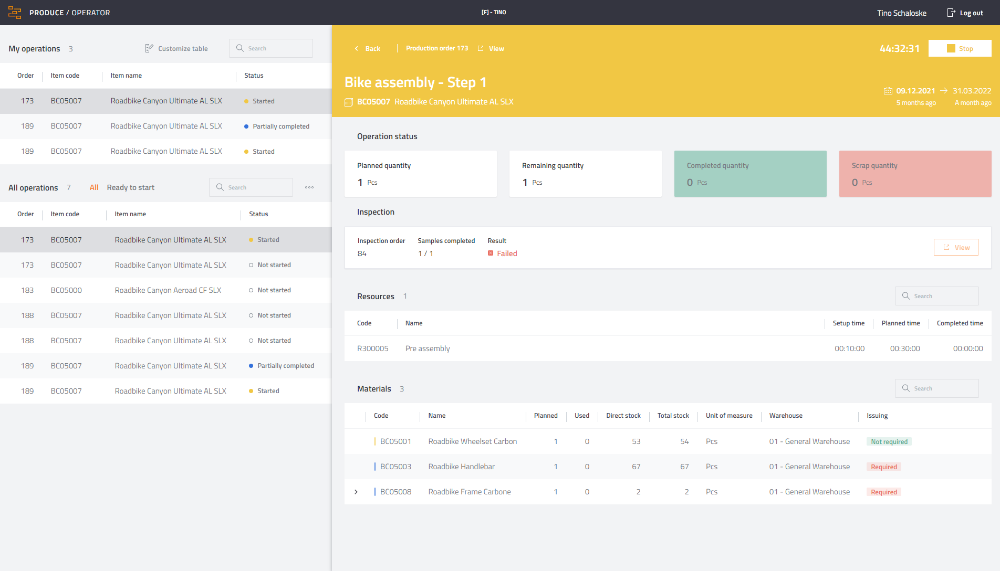 PRODUCE / OPERATOR
[F] - TINO
Tino Schaloske
Log out
My operations 3
Customize table
Search
Order Item code Item name Status
173 BC05007 Roadbike Canyon Ultimate AL SLX Started
189 BC05007 Roadbike Canyon Ultimate AL SLX Partially completed
189 BC05007 Roadbike Canyon Ultimate AL SLX Started
All operations 7 All Ready to start
Search
Order Item code Item name Status
173 BC05007 Roadbike Canyon Ultimate AL SLX Started
173 BC05007 Roadbike Canyon Ultimate AL SLX Not started
183 BC05000 Roadbike Canyon Aeroad CF SLX Not started
188 BC05007 Roadbike Canyon Ultimate AL SLX Not started
188 BC05007 Roadbike Canyon Ultimate AL SLX Not started
189 BC05007 Roadbike Canyon Ultimate AL SLX Partially completed
189 BC05007 Roadbike Canyon Ultimate AL SLX Started
Back Production order 173 View
44:32:31 Stop
Bike assembly - Step 1
BC05007 Roadbike Canyon Ultimate AL SLX
09.12.2021 → 31.03.2022
5 months ago A month ago
Operation status
Planned quantity
1 Pcs
Remaining quantity
1 Pcs
Completed quantity
0 Pcs
Scrap quantity
0 Pcs
Inspection
Inspection order Samples completed Result
84 1 / 1 Failed
View
Resources 1
Search
Code Name Setup time Planned time Completed time
R300005 Pre assembly 00:10:00 00:30:00 00:00:00
Materials 3
Search
Code Name Planned Used Direct stock Total stock Unit of measure Warehouse Issuing
BC05001 Roadbike Wheelset Carbon 1 0 53 54 Pcs 01 - General Warehouse Not required
BC05003 Roadbike Handlebar 1 0 67 67 Pcs 01 - General Warehouse Required
BC05008 Roadbike Frame Carbone 1 0 2 2 Pcs 01 - General Warehouse Required